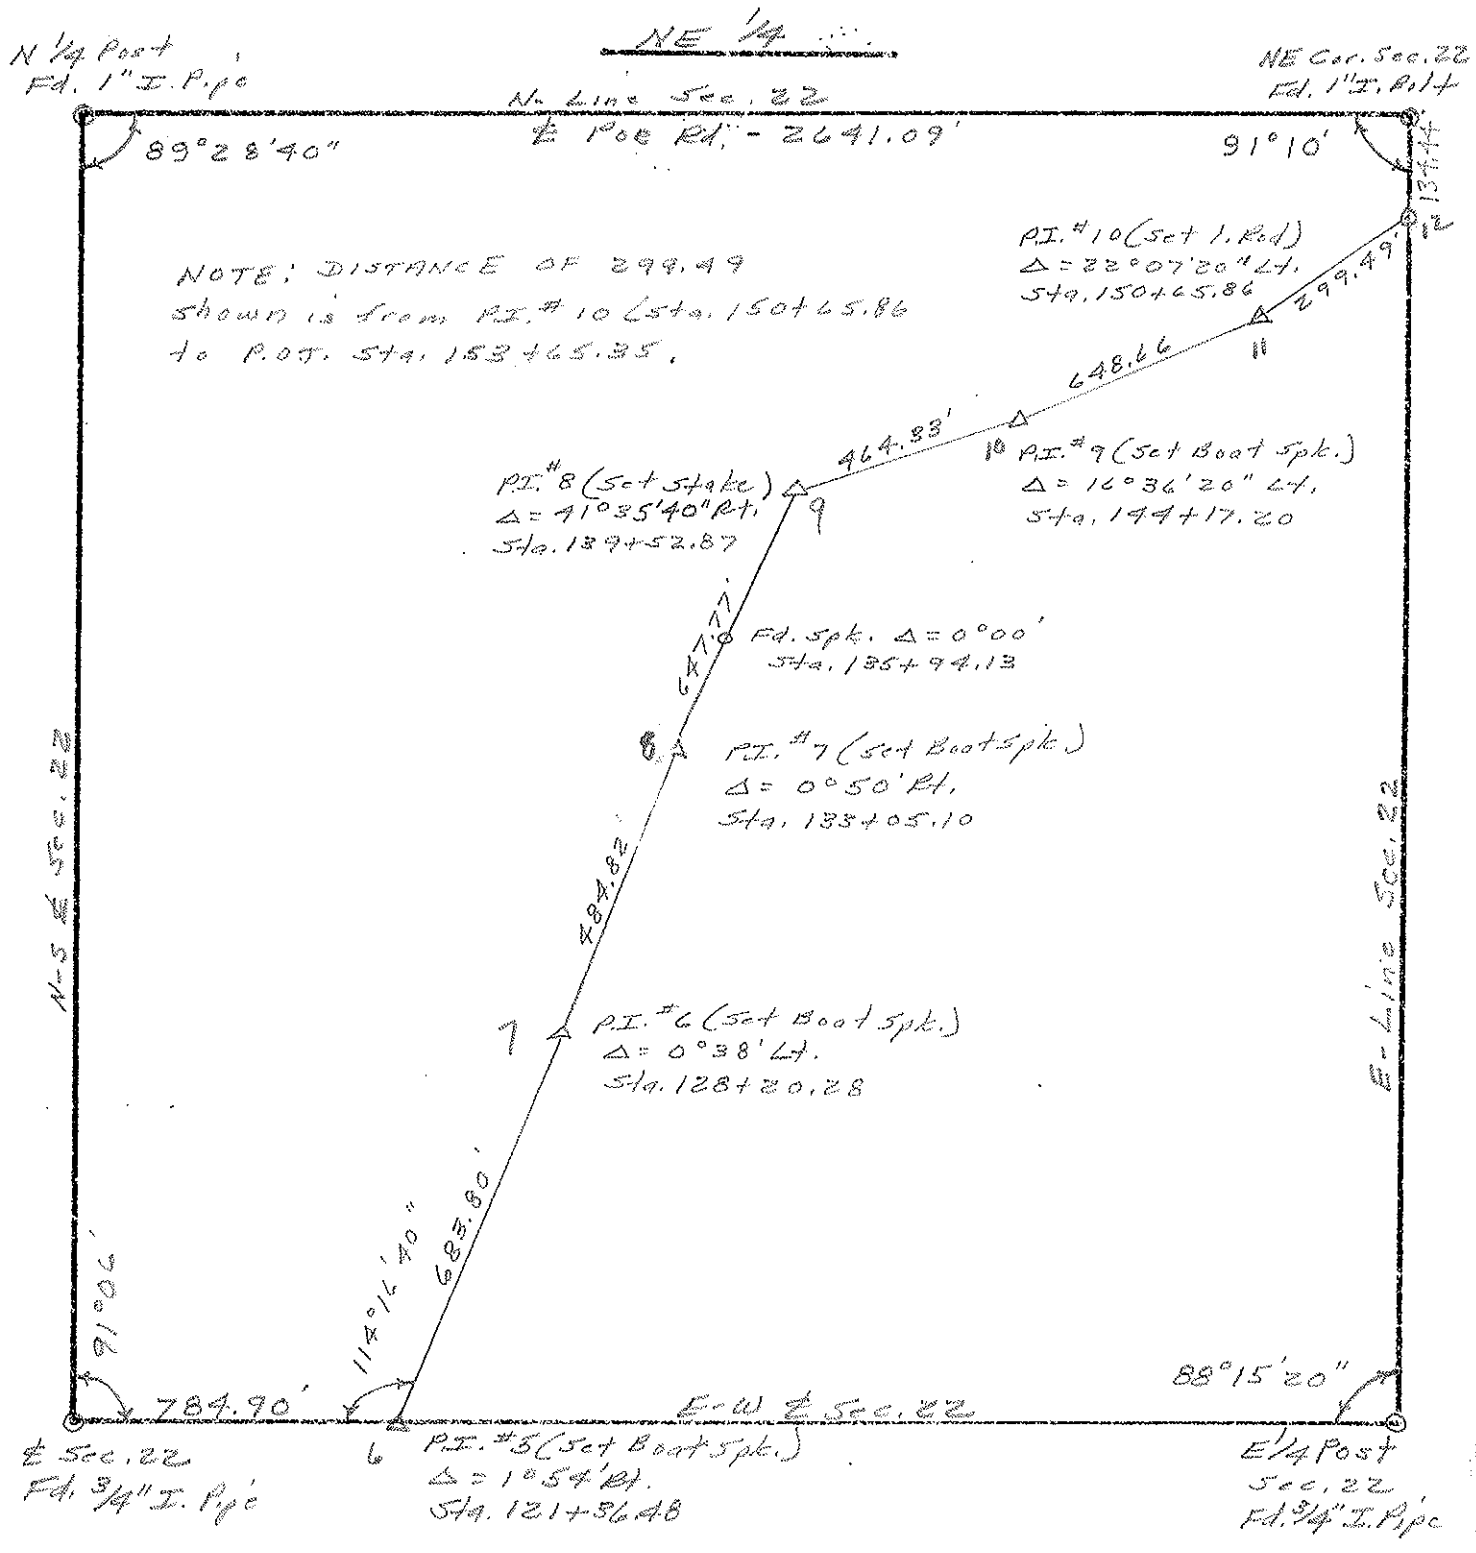 NE 1/4
N 1/4 Post
Fd. 1" I. Pipe
NE Cor. Sec. 22
Fd. 1" I. Bolt
N- Line Sec. 22
℄ Poe Rd. - 2641.09'
89°28'40"
91°10'
134.44
12
P.I. #10 (Set I. Rod)
Δ = 22°07'20" Lt.
Sta. 150+65.86
299.49'
11
NOTE: DISTANCE OF 299.49
shown is from P.I. #10 (Sta. 150+65.86
to P.O.T. Sta. 153+65.35.
648.66
464.33'
10
P.I. #9 (Set Boat Spk.)
Δ = 16°36'20" Lt.
Sta. 144+17.20
P.I. #8 (Set Stake)
Δ = 41°35'40" Rt.
Sta. 139+52.87
9
647.77'
Fd. Spk. Δ = 0°00'
Sta. 135+94.13
8
P.I. #7 (Set Boat Spk.)
Δ = 0°50' Rt.
Sta. 133+05.10
N-S ℄ Sec. 22
E- Line Sec. 22
484.82'
7
P.I. #6 (Set Boat Spk.)
Δ = 0°38' Lt.
Sta. 128+20.28
683.80'
91°06'
114°16'40"
88°15'20"
784.90'
E-W ℄ Sec. 22
6
℄ Sec. 22
Fd. 3/4" I. Pipe
P.I. #5 (Set Boat Spk.)
Δ = 1°54' Rt.
Sta. 121+36.48
E 1/4 Post
Sec. 22
Fd. 3/4" I. Pipe